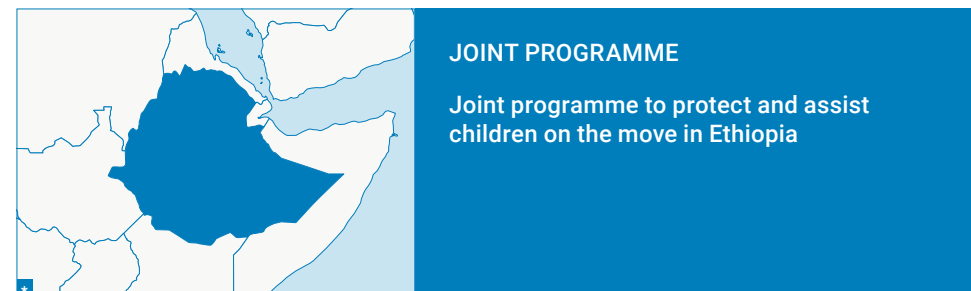 JOINT PROGRAMME
Joint programme to protect and assist
children on the move in Ethiopia